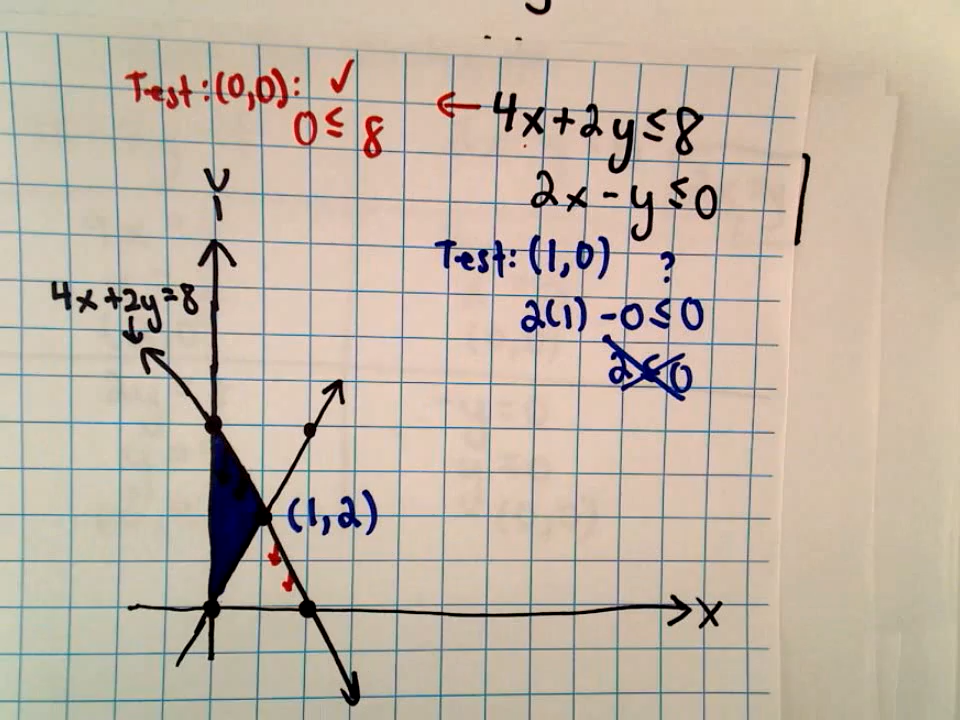 Test: (0,0): ✓
0 ≤ 8
← 4x+2y ≤ 8
2x - y ≤ 0
Test: (1,0) ?
2(1) - 0 ≤ 0
2 ≤ 0
y
4x+2y=8
(1,2)
x